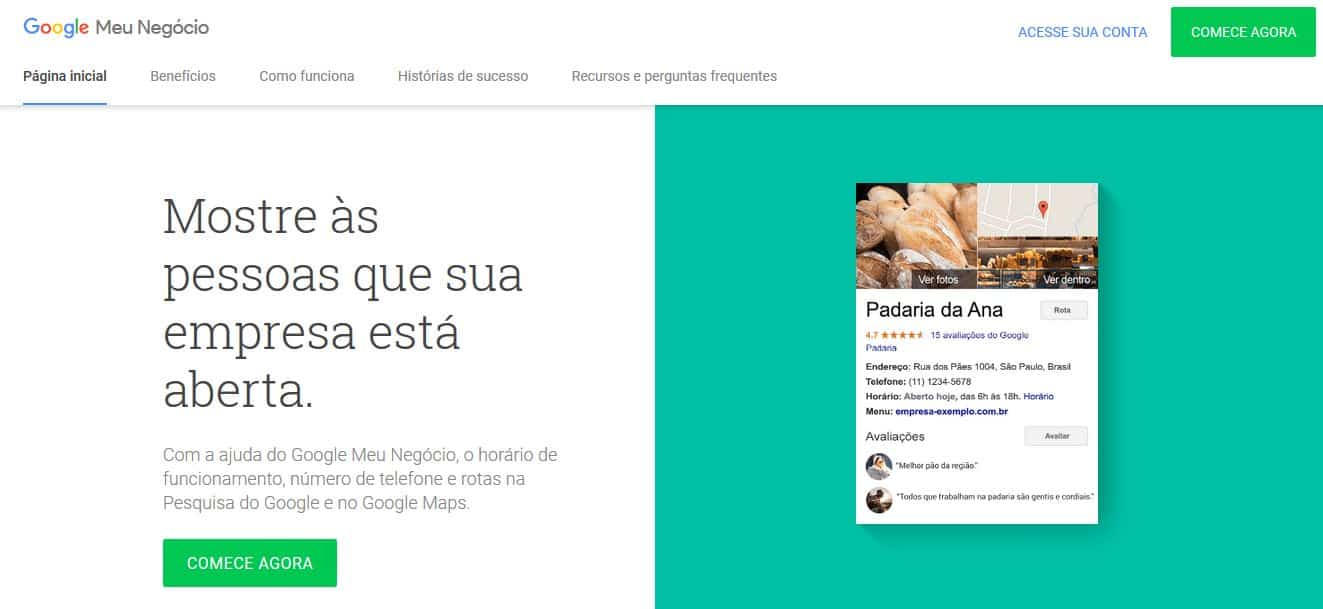 Google Meu Negócio
ACESSE SUA CONTA
COMECE AGORA
Página inicial
Benefícios
Como funciona
Histórias de sucesso
Recursos e perguntas frequentes
Mostre às
pessoas que sua
empresa está
aberta.
Com a ajuda do Google Meu Negócio, o horário de
funcionamento, número de telefone e rotas na
Pesquisa do Google e no Google Maps.
COMECE AGORA
Ver fotos
Ver dentro
Padaria da Ana
Rota
4,7 ★★★★★ 15 avaliações do Google
Padaria
Endereço: Rua dos Pães 1004, São Paulo, Brasil
Telefone: (11) 1234-5678
Horário: Aberto hoje, das 6h às 18h. Horário
Menu: empresa-exemplo.com.br
Avaliações
Avaliar
"Melhor pão da região."
"Todos que trabalham na padaria são gentis e cordiais."